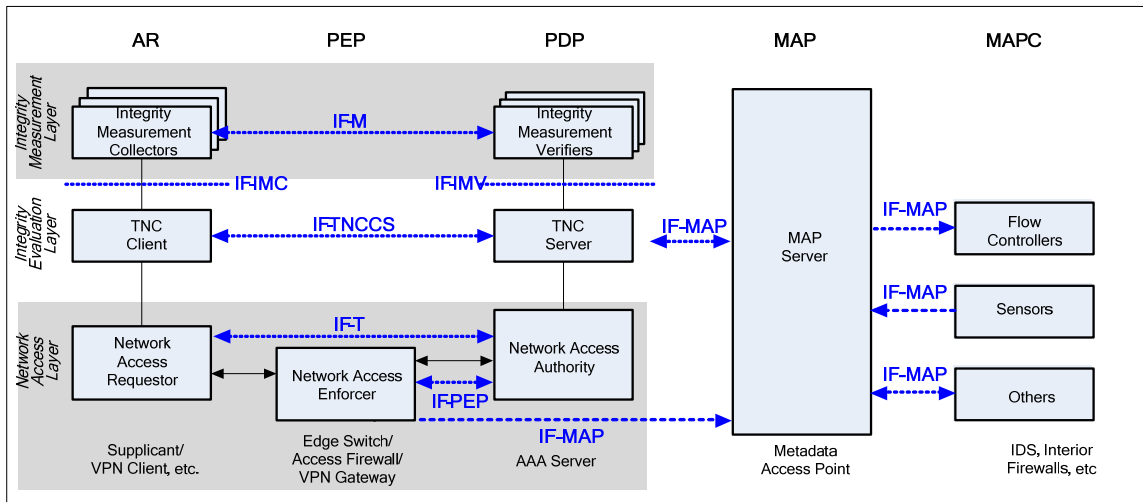 AR
PEP
PDP
MAP
MAPC
Integrity
Measurement
Layer
Integrity
Measurement
Collectors
IF-M
Integrity
Measurement
Verifiers
IF-IMC
IF-IMV
Integrity
Evaluation
Layer
TNC
Client
IF-TNCCS
TNC
Server
IF-MAP
MAP
Server
IF-MAP
Flow
Controllers
IF-MAP
Sensors
IF-MAP
Others
Network
Access
Layer
Network
Access
Requestor
IF-T
Network Access
Enforcer
IF-PEP
Network Access
Authority
IF-MAP
Supplicant/
VPN Client, etc.
Edge Switch/
Access Firewall/
VPN Gateway
AAA Server
Metadata
Access Point
IDS, Interior
Firewalls, etc